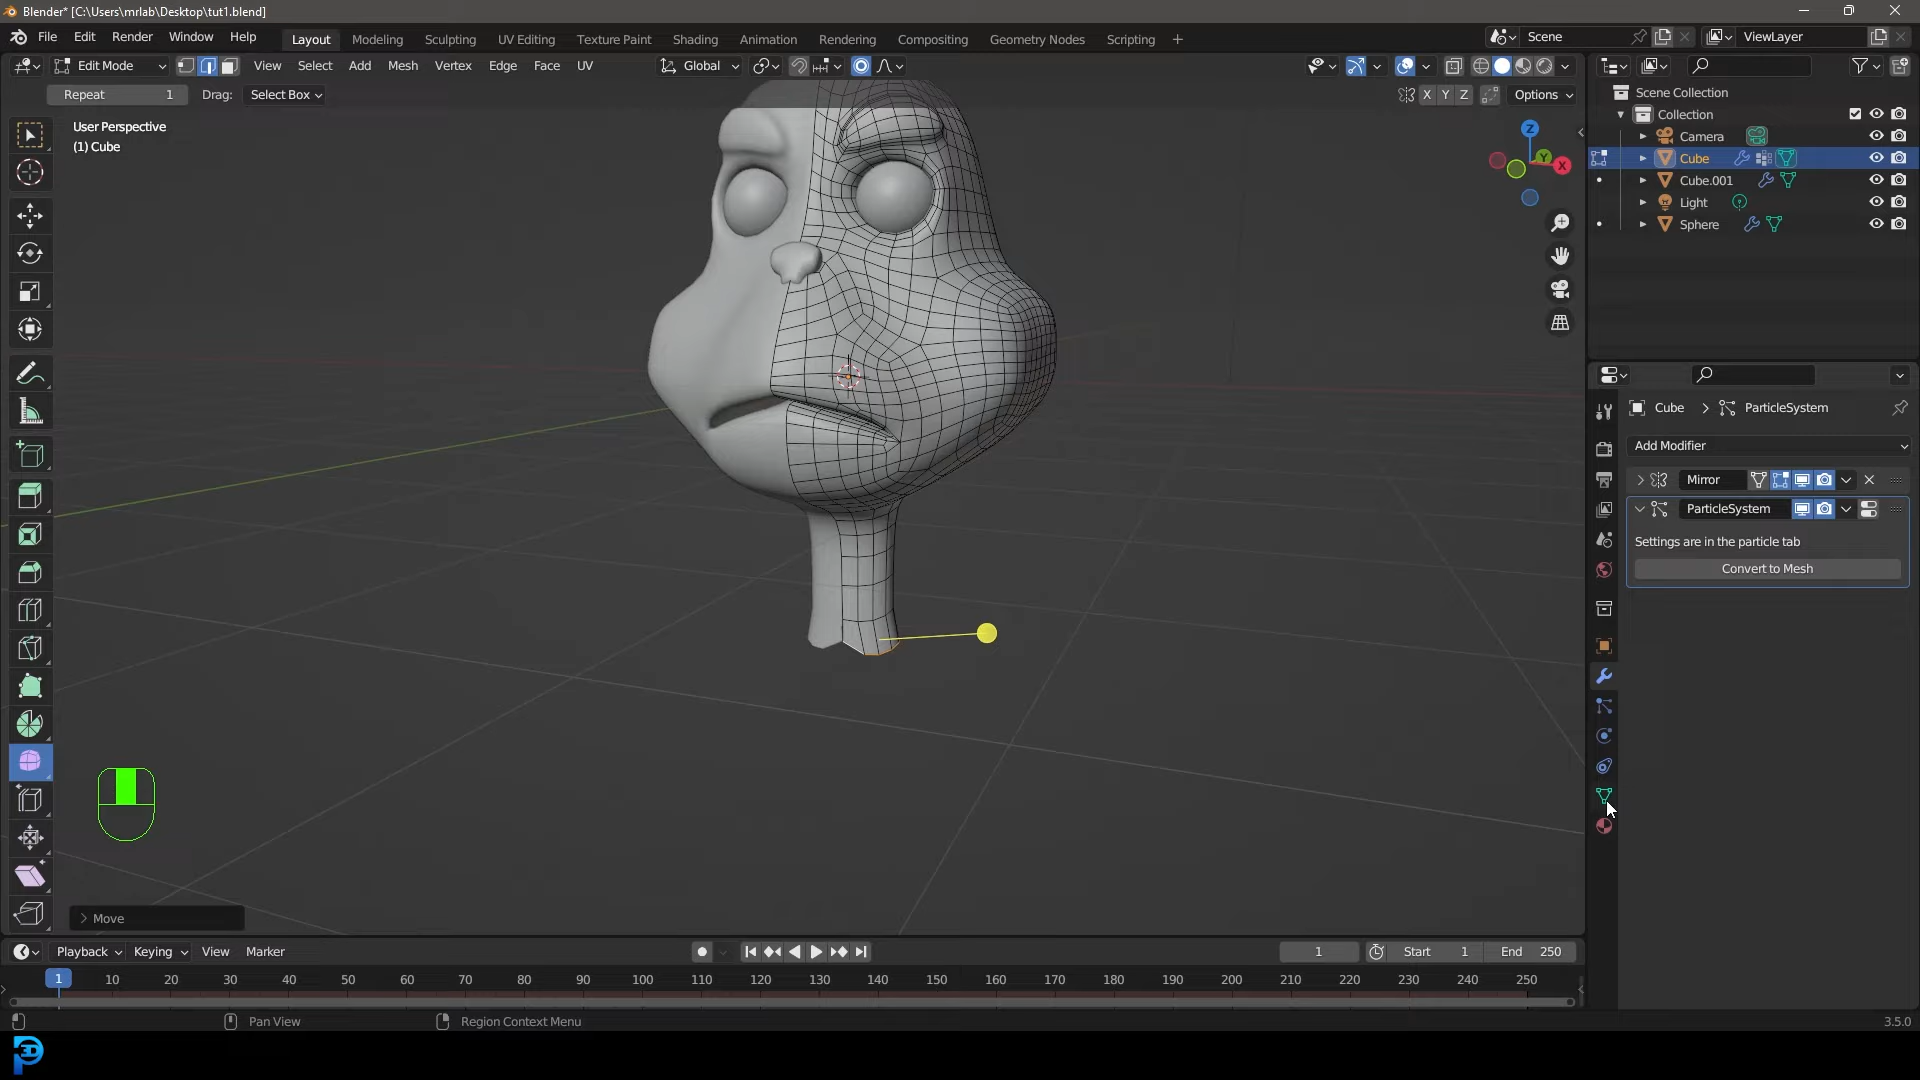 Blender* [C:\Users\mrlab\Desktop\tut1.blend]
File Edit Render Window Help Layout Modeling Sculpting UV Editing Texture Paint Shading Animation Rendering Compositing Geometry Nodes Scripting + Scene ViewLayer
Edit Mode View Select Add Mesh Vertex Edge Face UV Global
Repeat 1 Drag: Select Box X Y Z Options
User Perspective
(1) Cube
Z
Y
X
Scene Collection
Collection
Camera
Cube
Cube.001
Light
Sphere
Cube > ParticleSystem
Add Modifier
Mirror
ParticleSystem
Settings are in the particle tab
Convert to Mesh
Move
Playback Keying View Marker 1 Start 1 End 250
1 10 20 30 40 50 60 70 80 90 100 110 120 130 140 150 160 170 180 190 200 210 220 230 240 250
Pan View Region Context Menu 3.5.0